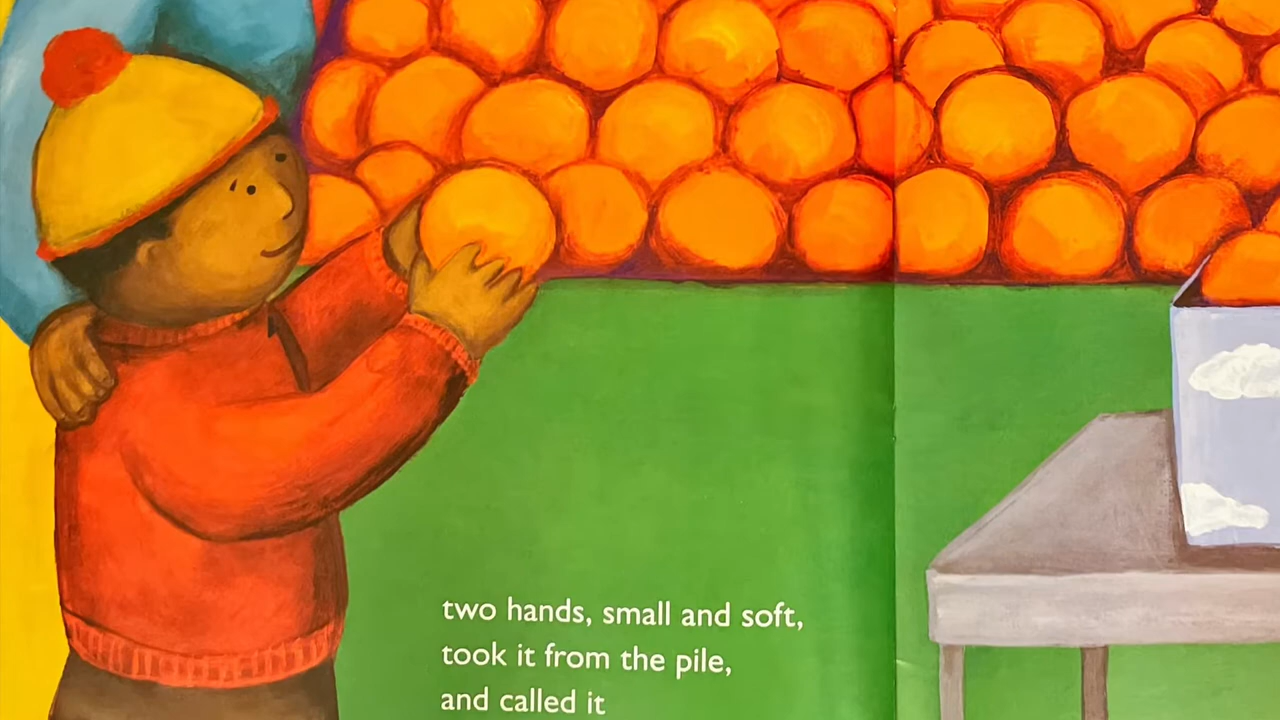 two hands, small and soft,
took it from the pile,
and called it